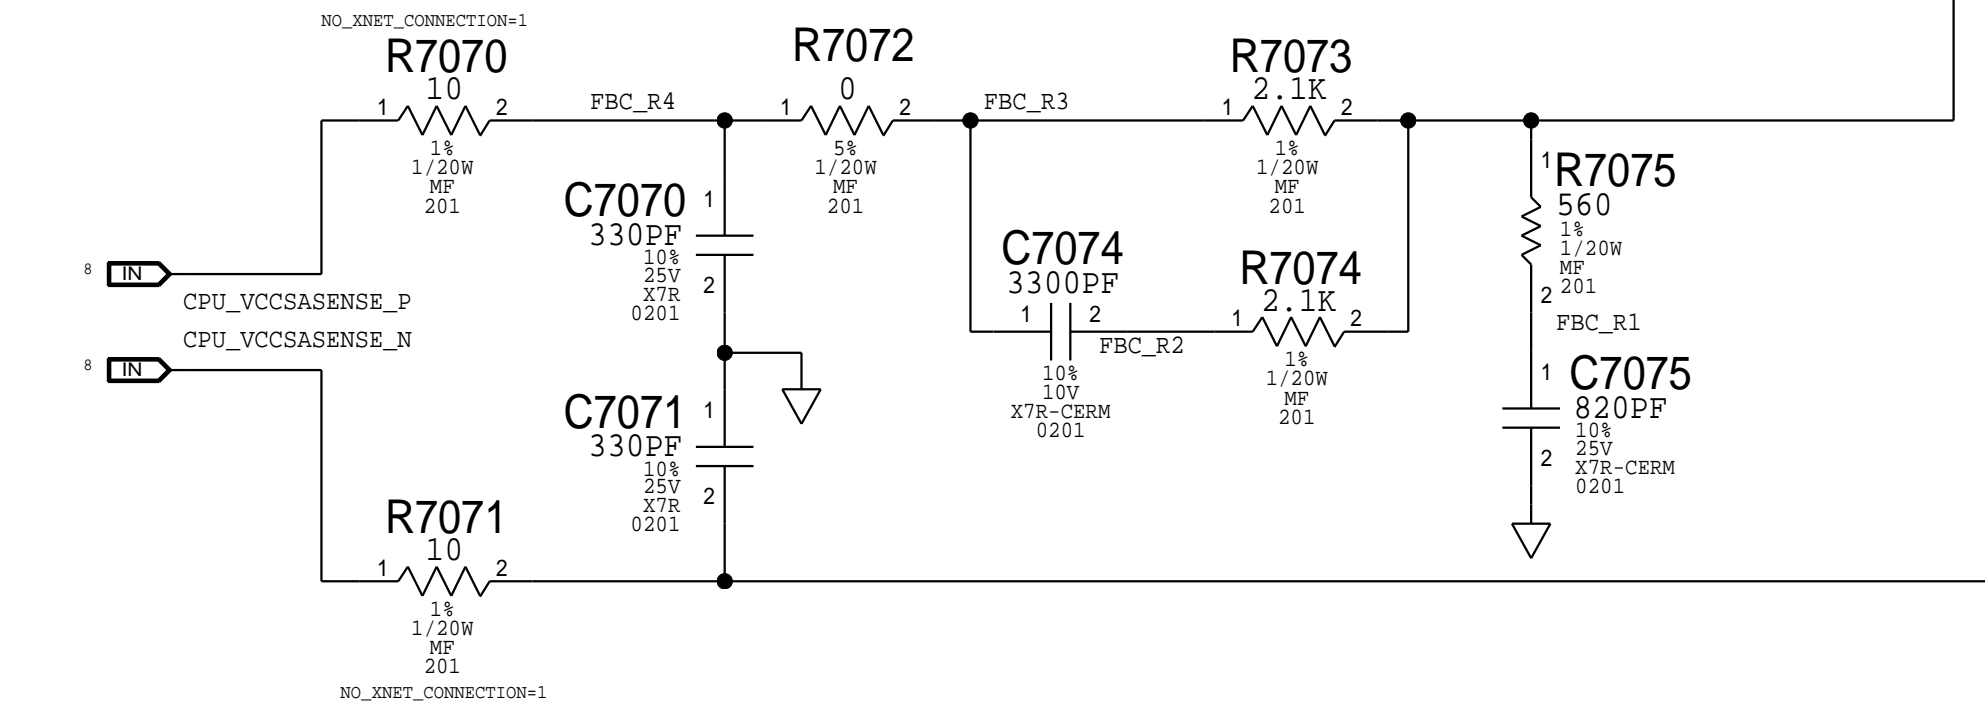 NO_XNET_CONNECTION=1
R7070
10
1 2
1%
1/20W
MF
201
FBC_R4
R7072
0
1 2
5%
1/20W
MF
201
FBC_R3
R7073
2.1K
1 2
1%
1/20W
MF
201
C7070
330PF
10%
25V
X7R
0201
1
2
8 IN
CPU_VCCSASENSE_P
CPU_VCCSASENSE_N
8 IN
C7074
3300PF
1 2
10%
10V
X7R-CERM
0201
FBC_R2
R7074
2.1K
1 2
1%
1/20W
MF
201
1
R7075
560
1%
1/20W
MF
201
2
FBC_R1
1
C7075
820PF
10%
25V
X7R-CERM
0201
2
C7071
330PF
10%
25V
X7R
0201
1
2
R7071
10
1 2
1%
1/20W
MF
201
NO_XNET_CONNECTION=1